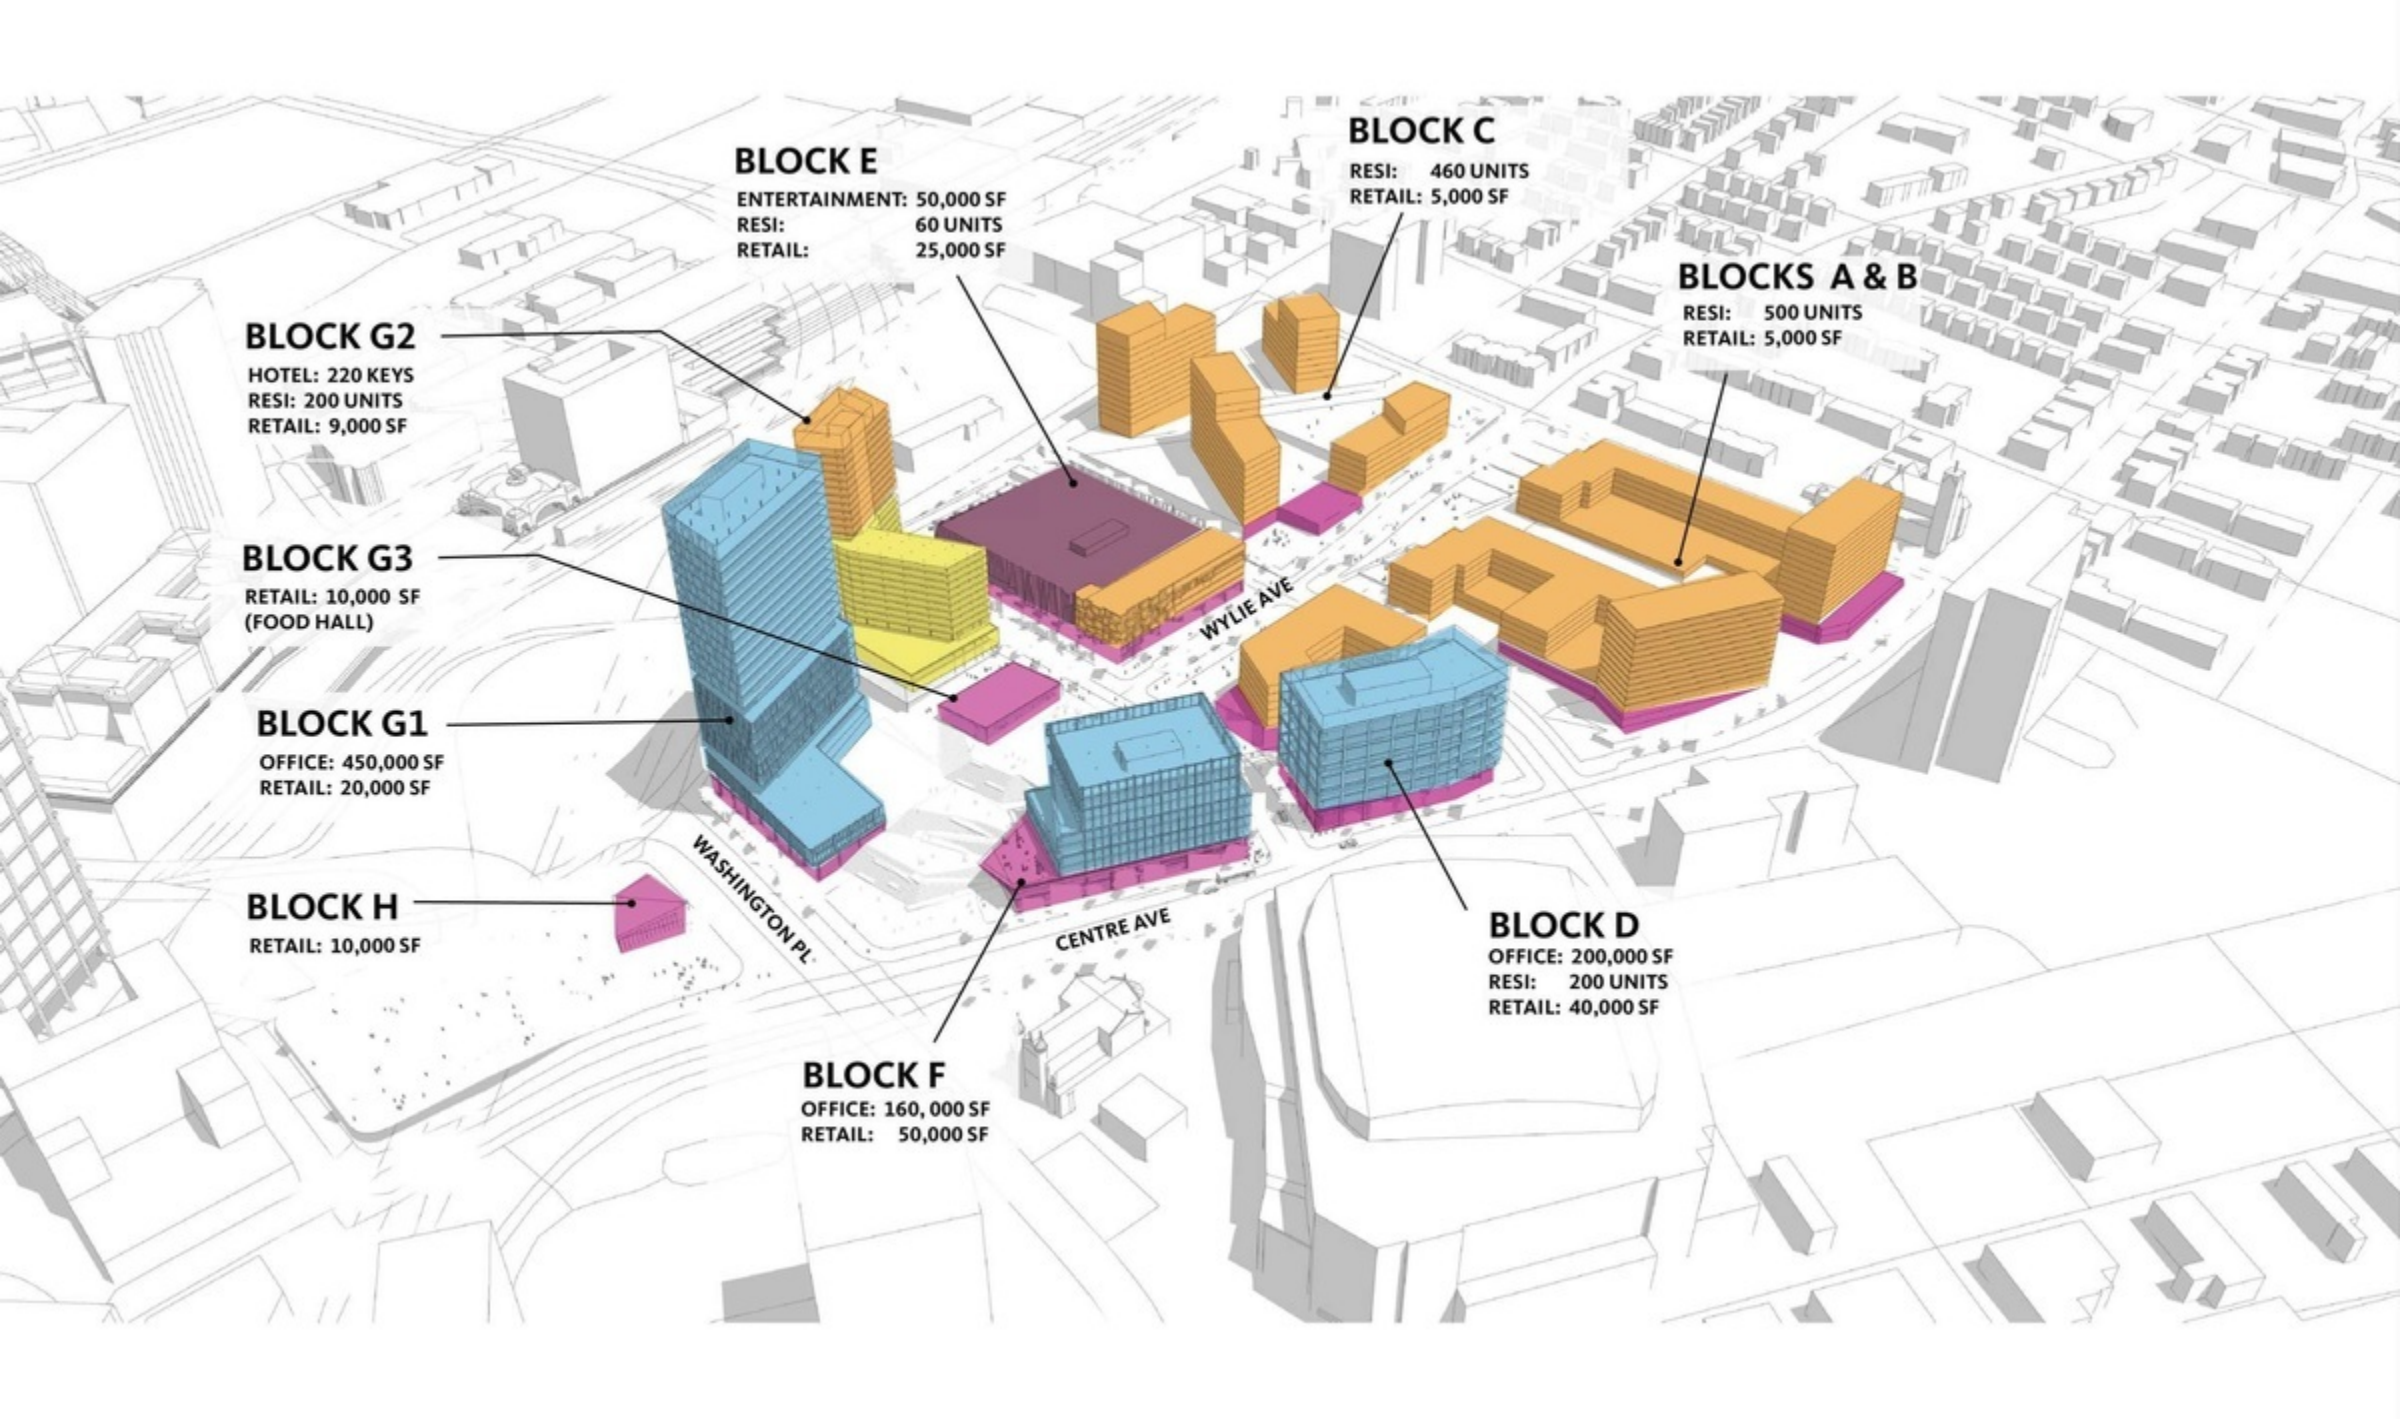 BLOCK C
RESI: 460 UNITS
RETAIL: 5,000 SF
BLOCK E
ENTERTAINMENT: 50,000 SF
RESI: 60 UNITS
RETAIL: 25,000 SF
BLOCKS A & B
RESI: 500 UNITS
RETAIL: 5,000 SF
BLOCK G2
HOTEL: 220 KEYS
RESI: 200 UNITS
RETAIL: 9,000 SF
BLOCK G3
RETAIL: 10,000 SF
(FOOD HALL)
WYLIE AVE
BLOCK G1
OFFICE: 450,000 SF
RETAIL: 20,000 SF
WASHINGTON PL
BLOCK H
RETAIL: 10,000 SF
CENTRE AVE
BLOCK D
OFFICE: 200,000 SF
RESI: 200 UNITS
RETAIL: 40,000 SF
BLOCK F
OFFICE: 160, 000 SF
RETAIL: 50,000 SF